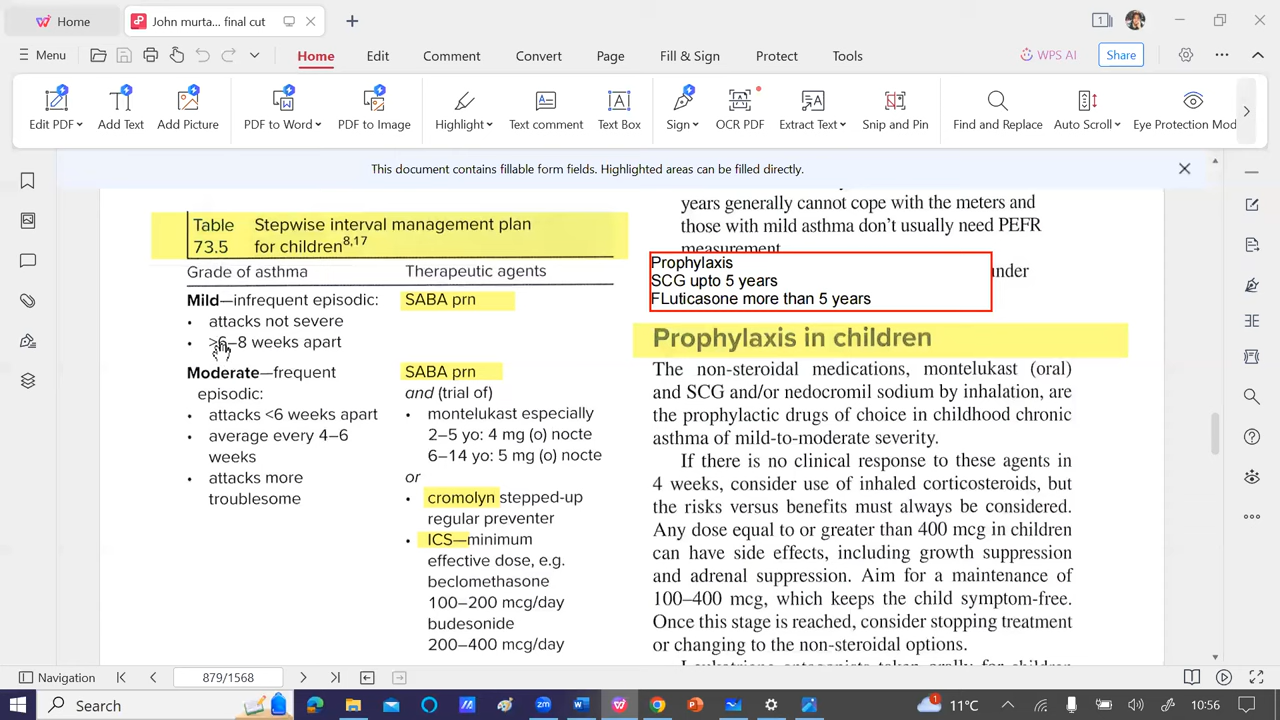 Home
John murta... final cut
1
Menu
Home
Edit
Comment
Convert
Page
Fill & Sign
Protect
Tools
WPS AI
Share
Edit PDF
Add Text
Add Picture
PDF to Word
PDF to Image
Highlight
Text comment
Text Box
Sign
OCR PDF
Extract Text
Snip and Pin
Find and Replace
Auto Scroll
Eye Protection Mod
This document contains fillable form fields. Highlighted areas can be filled directly.
Table 73.5
Stepwise interval management plan
for children8,17
Grade of asthma
Therapeutic agents
Mild—infrequent episodic:
SABA prn
• attacks not severe
• >6–8 weeks apart
Moderate—frequent
episodic:
• attacks <6 weeks apart
• average every 4–6
weeks
• attacks more
troublesome
SABA prn
and (trial of)
• montelukast especially
2–5 yo: 4 mg (o) nocte
6–14 yo: 5 mg (o) nocte
or
• cromolyn stepped-up
regular preventer
• ICS—minimum
effective dose, e.g.
beclomethasone
100–200 mcg/day
budesonide
200–400 mcg/day
years generally cannot cope with the meters and
those with mild asthma don't usually need PEFR
measurement
Prophylaxis
SCG upto 5 years
FLuticasone more than 5 years
under
Prophylaxis in children
The non-steroidal medications, montelukast (oral)
and SCG and/or nedocromil sodium by inhalation, are
the prophylactic drugs of choice in childhood chronic
asthma of mild-to-moderate severity.
If there is no clinical response to these agents in
4 weeks, consider use of inhaled corticosteroids, but
the risks versus benefits must always be considered.
Any dose equal to or greater than 400 mcg in children
can have side effects, including growth suppression
and adrenal suppression. Aim for a maintenance of
100–400 mcg, which keeps the child symptom-free.
Once this stage is reached, consider stopping treatment
or changing to the non-steroidal options.
Leukotriene antagonists taken orally for children
Navigation
879/1568
Search
11°C
10:56